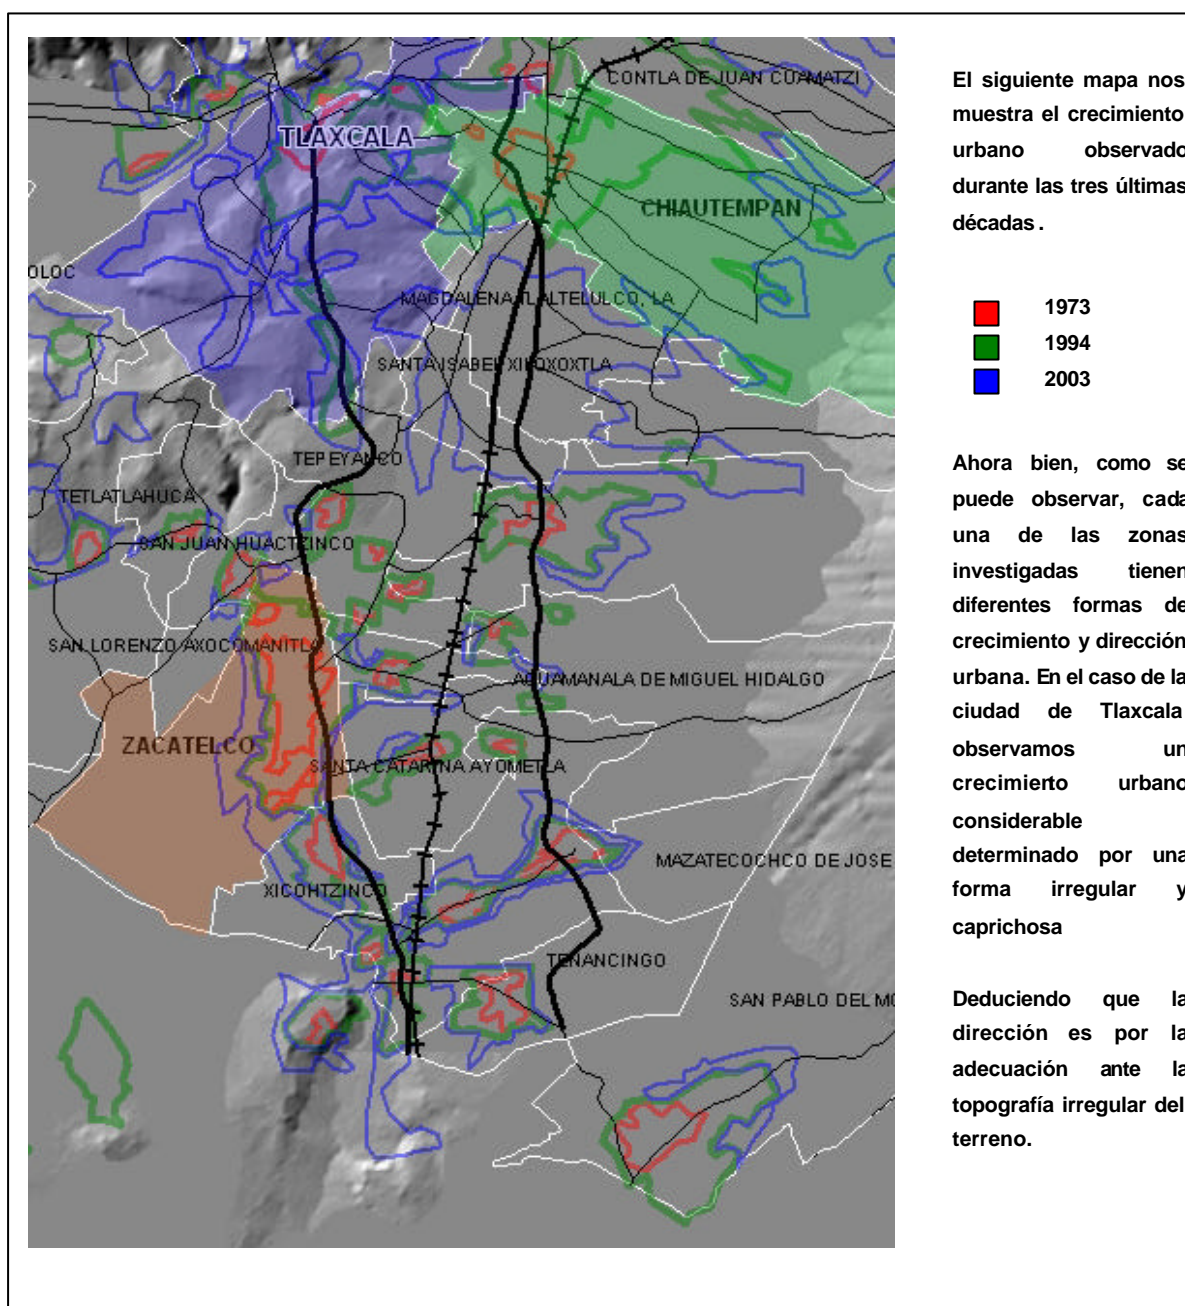 El siguiente mapa nos
muestra el crecimiento
urbano observado
durante las tres últimas
décadas.
1973
1994
2003
Ahora bien, como se
puede observar, cada
una de las zonas
investigadas tienen
diferentes formas de
crecimiento y dirección
urbana. En el caso de la
ciudad de Tlaxcala
observamos un
crecimiento urbano
considerable
determinado por una
forma irregular y
caprichosa
Deduciendo que la
dirección es por la
adecuación ante la
topografía irregular del
terreno.
CONTLA DE JUAN CUAMATZI
TLAXCALA
CHIAUTEMPAN
OLOC
MAGDALENA TLALTELULCO, LA
SANTA ISABEL XILOXOXTLA
TEPEYANCO
TETLATLAHUCA
SAN JUAN HUACTZINCO
SAN LORENZO AXOCOMANITLA
ACUAMANALA DE MIGUEL HIDALGO
ZACATELCO
SANTA CATARINA AYOMETLA
MAZATECOCHCO DE JOSE
XICOHTZINCO
TENANCINGO
SAN PABLO DEL MO